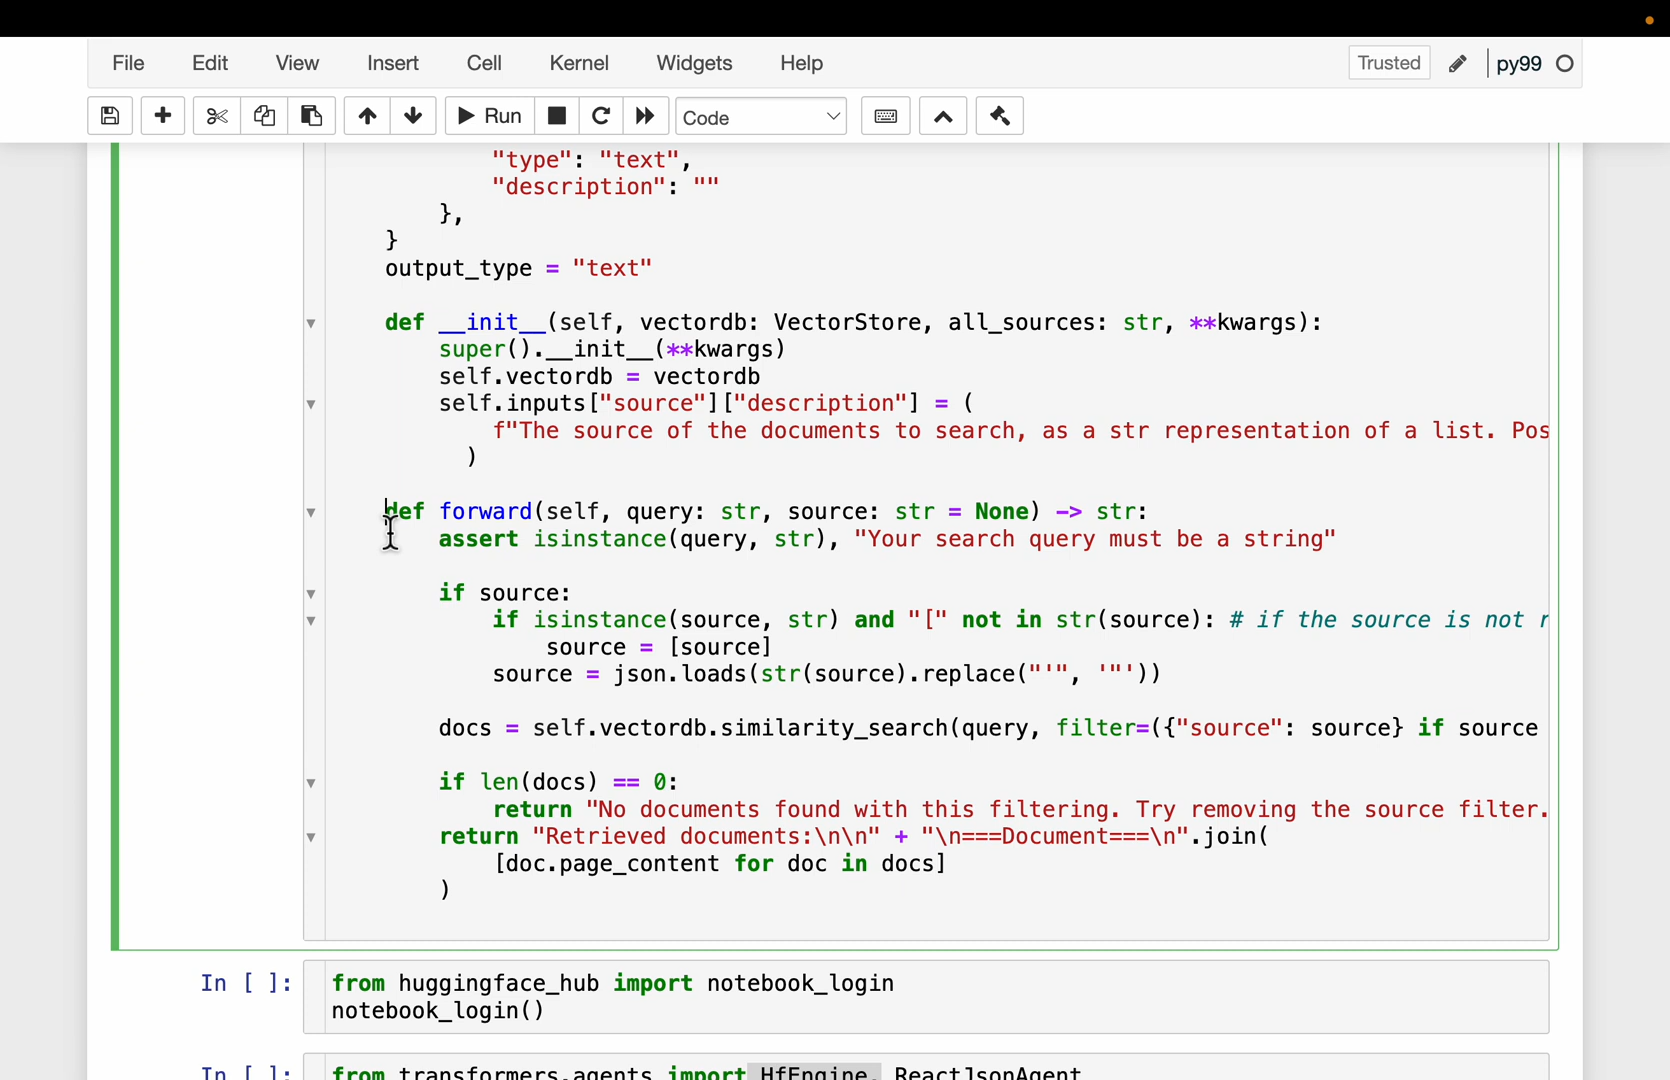 File Edit View Insert Cell Kernel Widgets Help Trusted py99
Run Code
"type": "text",
"description": ""
},
}
output_type = "text"
def __init__(self, vectordb: VectorStore, all_sources: str, **kwargs):
super().__init__(**kwargs)
self.vectordb = vectordb
self.inputs["source"]["description"] = (
f"The source of the documents to search, as a str representation of a list. Pos
)
def forward(self, query: str, source: str = None) -> str:
assert isinstance(query, str), "Your search query must be a string"
if source:
if isinstance(source, str) and "[" not in str(source): # if the source is not r
source = [source]
source = json.loads(str(source).replace("'", '"'))
docs = self.vectordb.similarity_search(query, filter=({"source": source} if source
if len(docs) == 0:
return "No documents found with this filtering. Try removing the source filter.
return "Retrieved documents:\n\n" + "\n===Document===\n".join(
[doc.page_content for doc in docs]
)
In [ ]: from huggingface_hub import notebook_login
notebook_login()
In [ ]: from transformers.agents import HfEngine, ReactJsonAgent